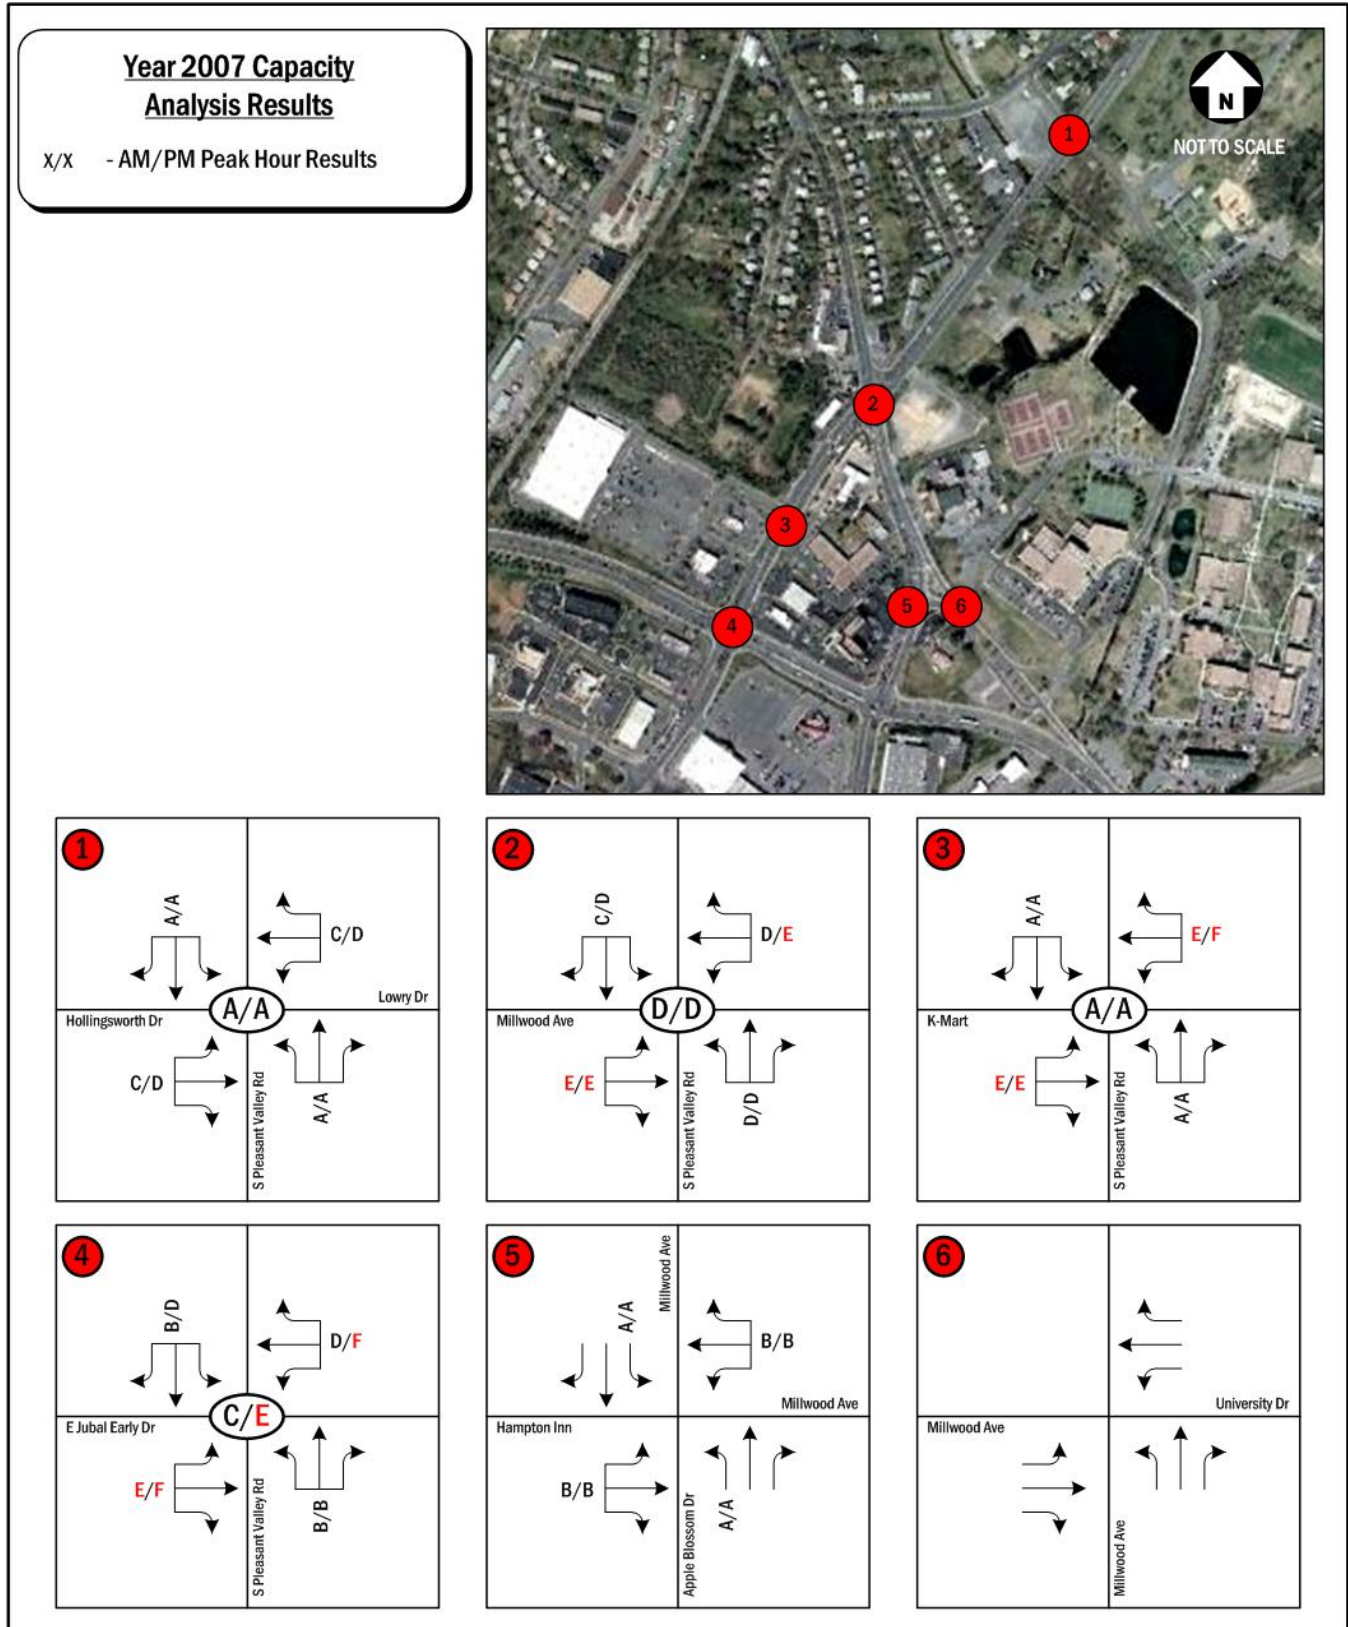 Year 2007 Capacity
Analysis Results
X/X - AM/PM Peak Hour Results
N
NOT TO SCALE
1
2
3
4
5
6
1
A/A
C/D
A/A
Lowry Dr
Hollingsworth Dr
C/D
A/A
S Pleasant Valley Rd
2
C/D
D/E
D/D
Millwood Ave
E/E
D/D
S Pleasant Valley Rd
3
A/A
E/F
A/A
K-Mart
E/E
A/A
S Pleasant Valley Rd
4
B/D
D/F
C/E
E Jubal Early Dr
E/F
B/B
S Pleasant Valley Rd
5
Millwood Ave
A/A
B/B
Millwood Ave
Hampton Inn
B/B
A/A
Apple Blossom Dr
6
University Dr
Millwood Ave
Millwood Ave